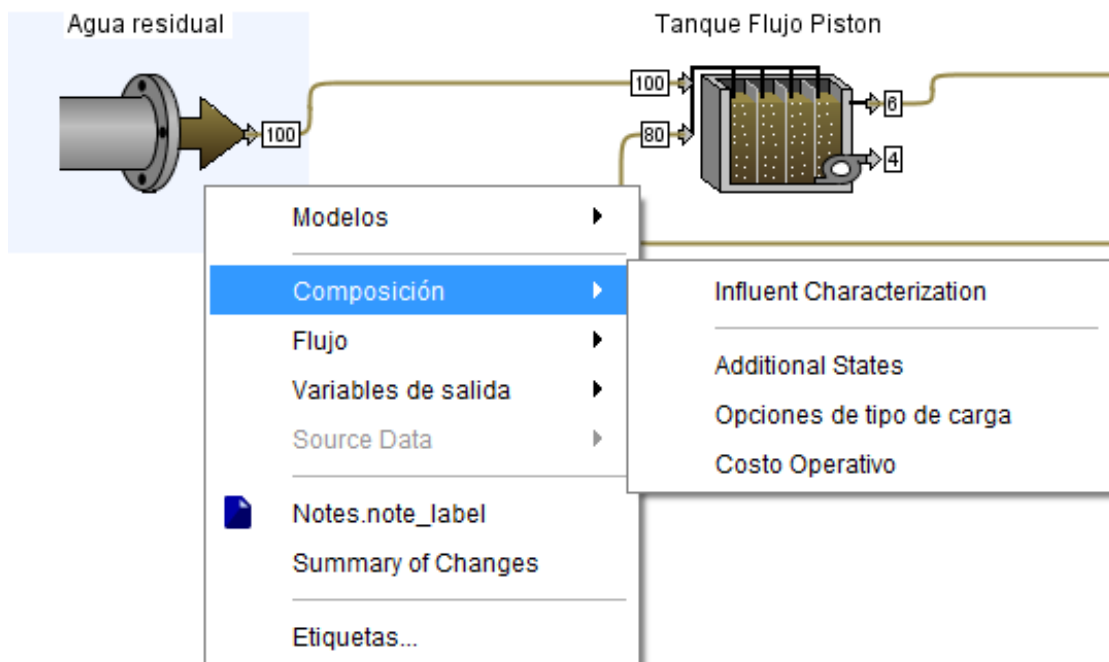 Agua residual
Tanque Flujo Piston
100
100
80
6
4
Modelos
Composición
Flujo
Variables de salida
Source Data
Notes.note_label
Summary of Changes
Etiquetas...
Influent Characterization
Additional States
Opciones de tipo de carga
Costo Operativo